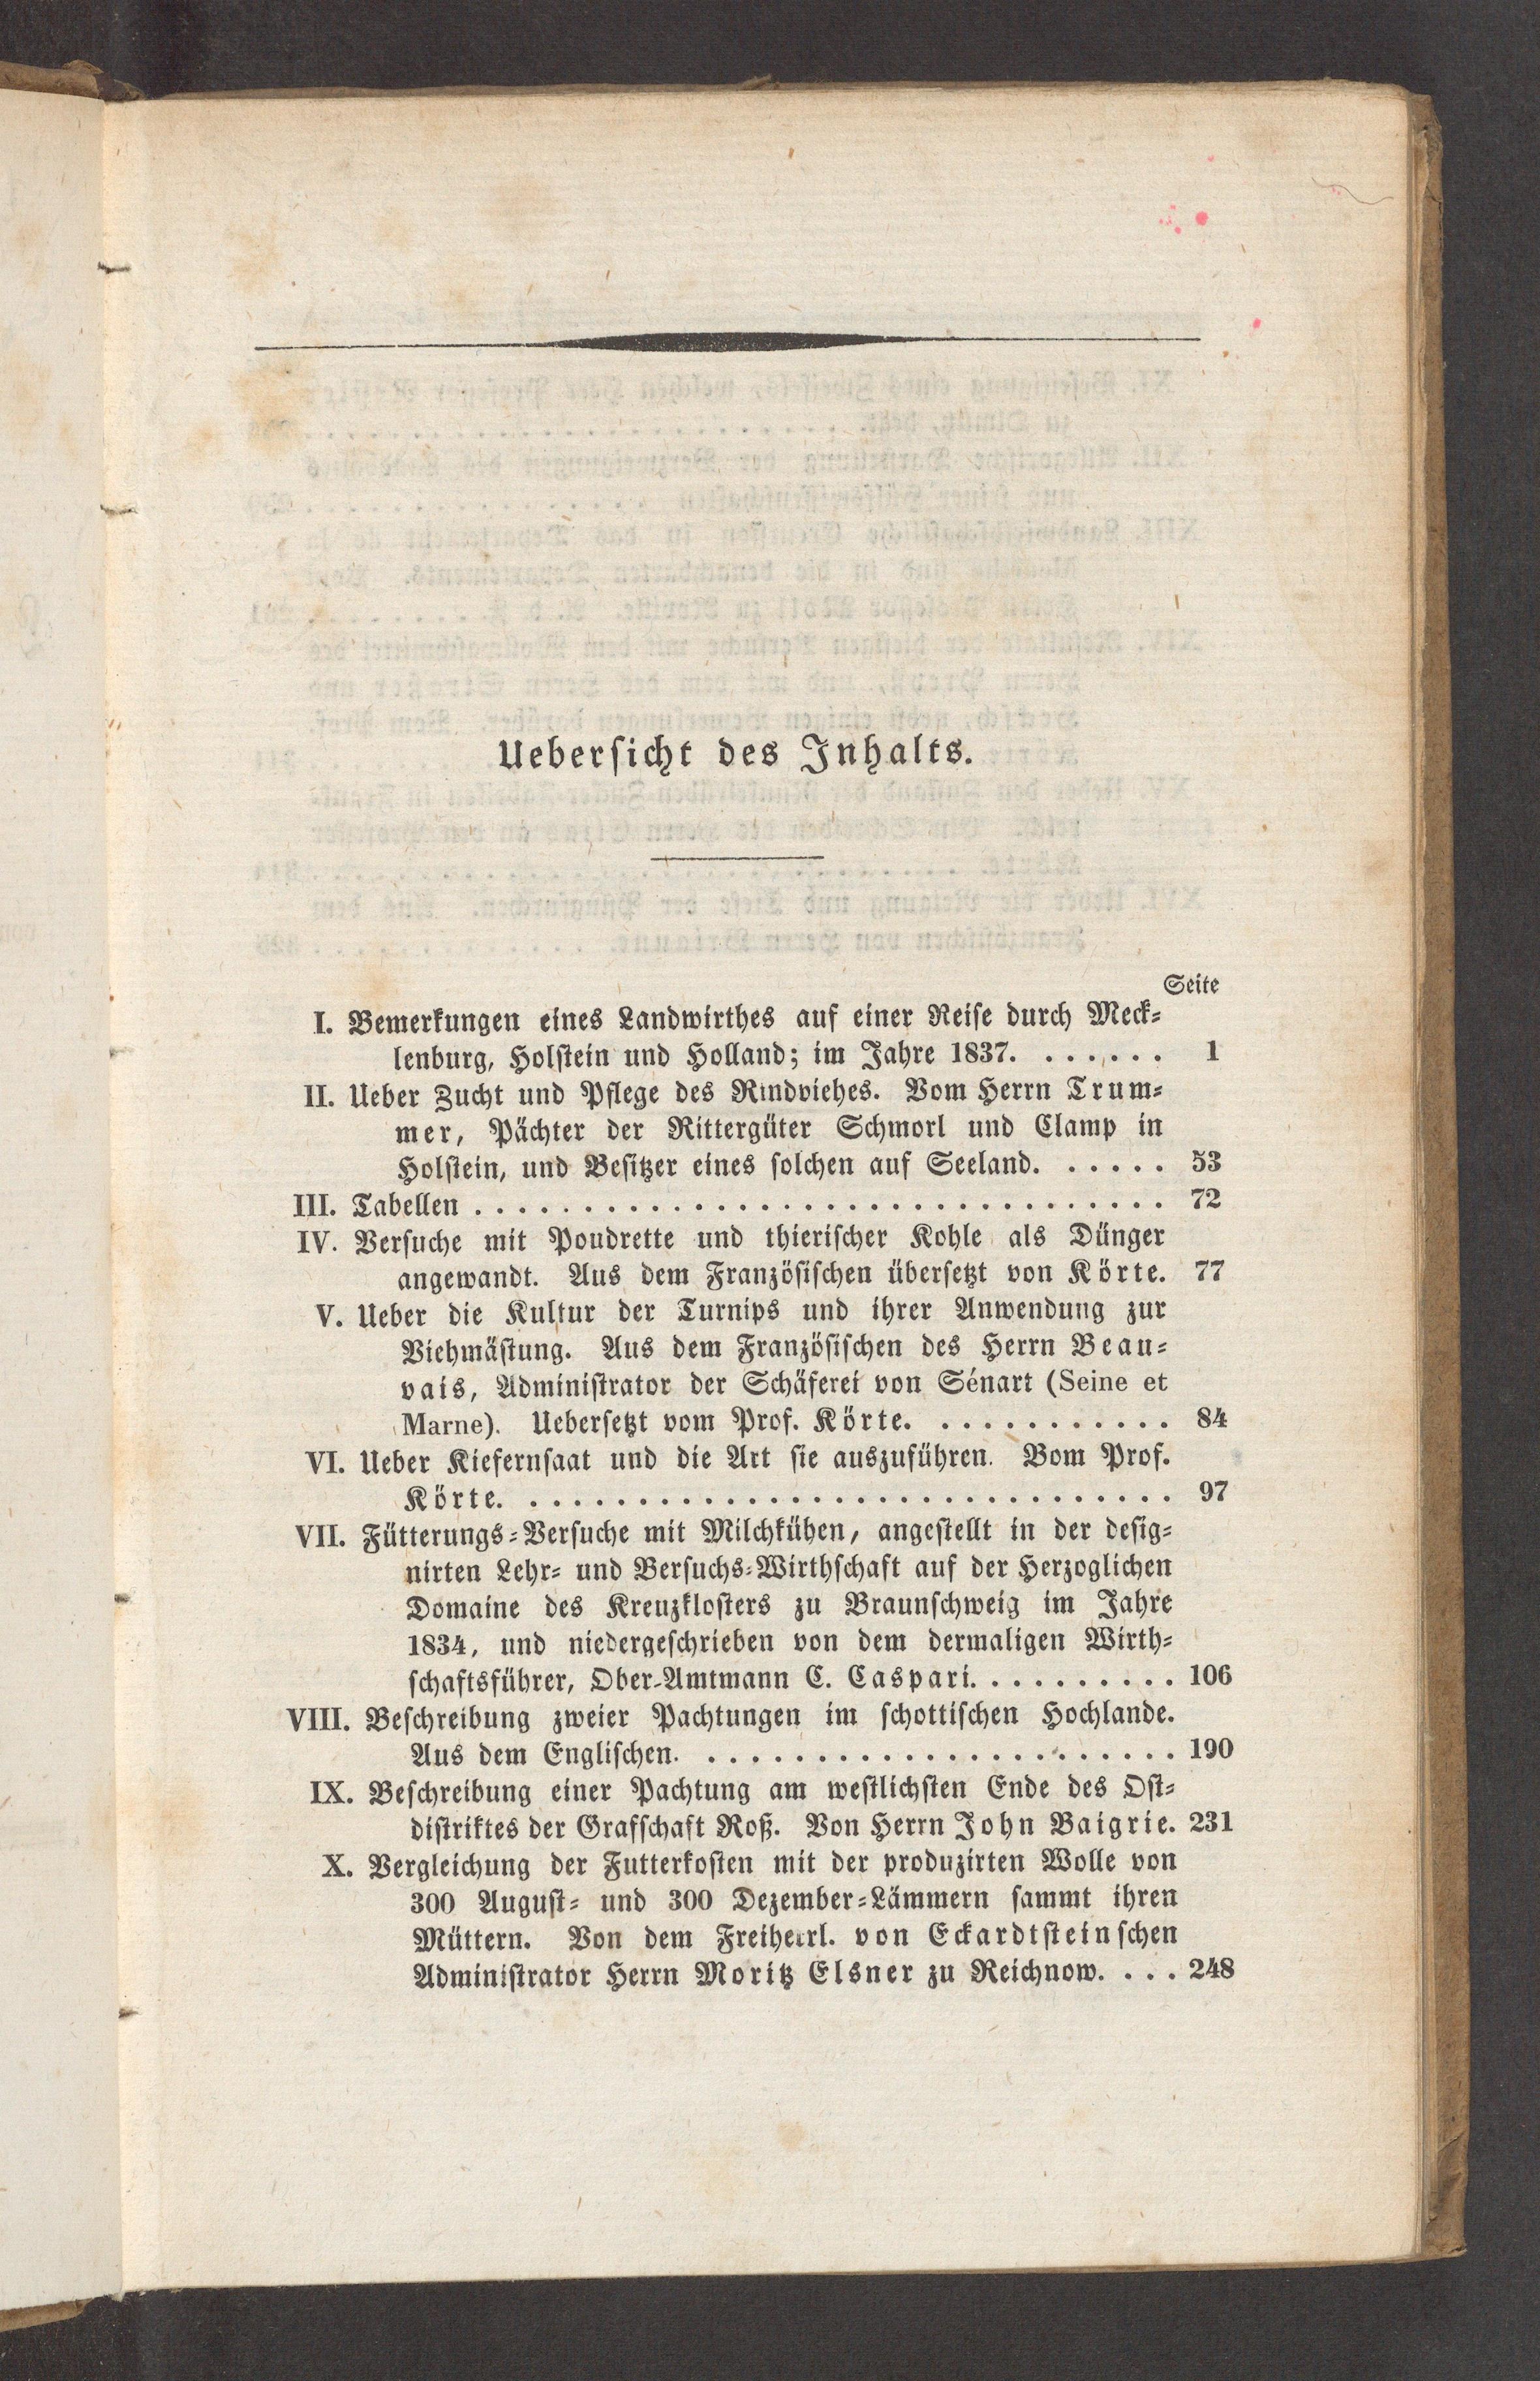 Uebersicht des Inhalts.
Seite
I. Bemerkungen eines Landwirthes auf einer Reise durch Meck-
lenburg, Holstein und Holland; im Jahre 1837. . . . . . . 1
II. Ueber Zucht und Pflege des Rindviehes. Vom Herrn Trum-
mer, Pächter der Rittergüter Schmorl und Clamp in
Holstein, und Besitzer eines solchen auf Seeland. . . . . . 53
III. Tabellen . . . . . . . . . . . . . . . . . . . . . . . . . . . . . . . . 72
IV. Versuche mit Poudrette und thierischer Kohle als Dünger
angewandt. Aus dem Französischen übersetzt von Körte. 77
V. Ueber die Kultur der Turnips und ihrer Anwendung zur
Viehmästung. Aus dem Französischen des Herrn Beau-
vais, Administrator der Schäferei von Sénart (Seine et
Marne). Uebersetzt vom Prof. Körte. . . . . . . . . . . . 84
VI. Ueber Kiefernsaat und die Art sie auszuführen. Vom Prof.
Körte. . . . . . . . . . . . . . . . . . . . . . . . . . . . . . . 97
VII. Fütterungs-Versuche mit Milchkühen, angestellt in der desig-
nirten Lehr- und Versuchs-Wirthschaft auf der Herzoglichen
Domaine des Kreuzklosters zu Braunschweig im Jahre
1834, und niedergeschrieben von dem dermaligen Wirth-
schaftsführer, Ober-Amtmann C. Caspari. . . . . . . . . . 106
VIII. Beschreibung zweier Pachtungen im schottischen Hochlande.
Aus dem Englischen. . . . . . . . . . . . . . . . . . . . . . . 190
IX. Beschreibung einer Pachtung am westlichsten Ende des Ost-
distriktes der Grafschaft Roß. Von Herrn John Baigrie. 231
X. Vergleichung der Futterkosten mit der produzirten Wolle von
300 August- und 300 Dezember-Lämmern sammt ihren
Müttern. Von dem Freiherrl. von Eckardtsteinschen
Administrator Herrn Moritz Elsner zu Reichnow. . . . 248